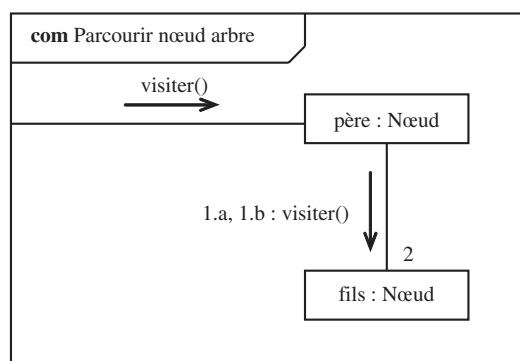 com Parcourir nœud arbre
visiter()
père : Nœud
1.a, 1.b : visiter()
2
fils : Nœud